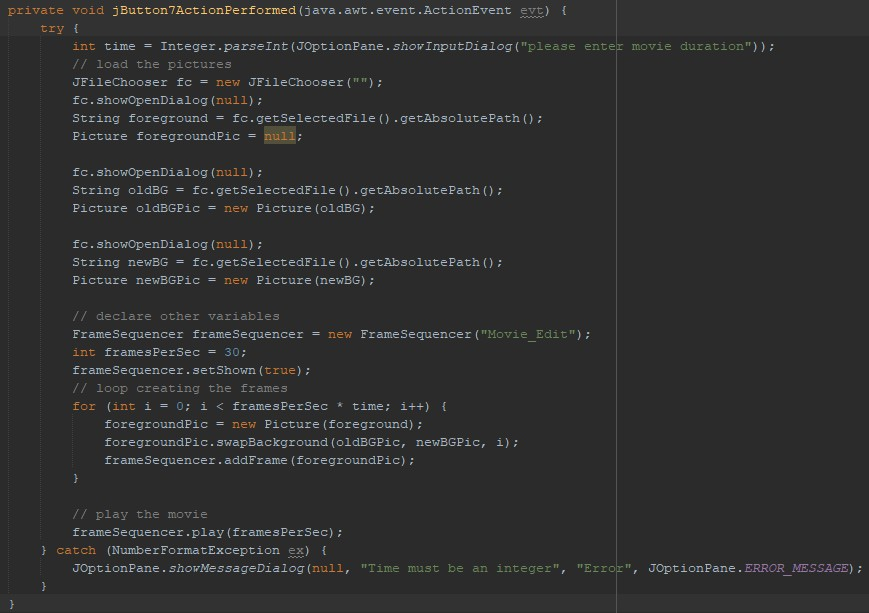 private void jButton7ActionPerformed(java.awt.event.ActionEvent evt) {
    try {
        int time = Integer.parseInt(JOptionPane.showInputDialog("please enter movie duration"));
        // load the pictures
        JFileChooser fc = new JFileChooser("");
        fc.showOpenDialog(null);
        String foreground = fc.getSelectedFile().getAbsolutePath();
        Picture foregroundPic = null;

        fc.showOpenDialog(null);
        String oldBG = fc.getSelectedFile().getAbsolutePath();
        Picture oldBGPic = new Picture(oldBG);

        fc.showOpenDialog(null);
        String newBG = fc.getSelectedFile().getAbsolutePath();
        Picture newBGPic = new Picture(newBG);

        // declare other variables
        FrameSequencer frameSequencer = new FrameSequencer("Movie_Edit");
        int framesPerSec = 30;
        frameSequencer.setShown(true);
        // loop creating the frames
        for (int i = 0; i < framesPerSec * time; i++) {
            foregroundPic = new Picture(foreground);
            foregroundPic.swapBackground(oldBGPic, newBGPic, i);
            frameSequencer.addFrame(foregroundPic);
        }

        // play the movie
        frameSequencer.play(framesPerSec);
    } catch (NumberFormatException ex) {
        JOptionPane.showMessageDialog(null, "Time must be an integer", "Error", JOptionPane.ERROR_MESSAGE);
    }
}